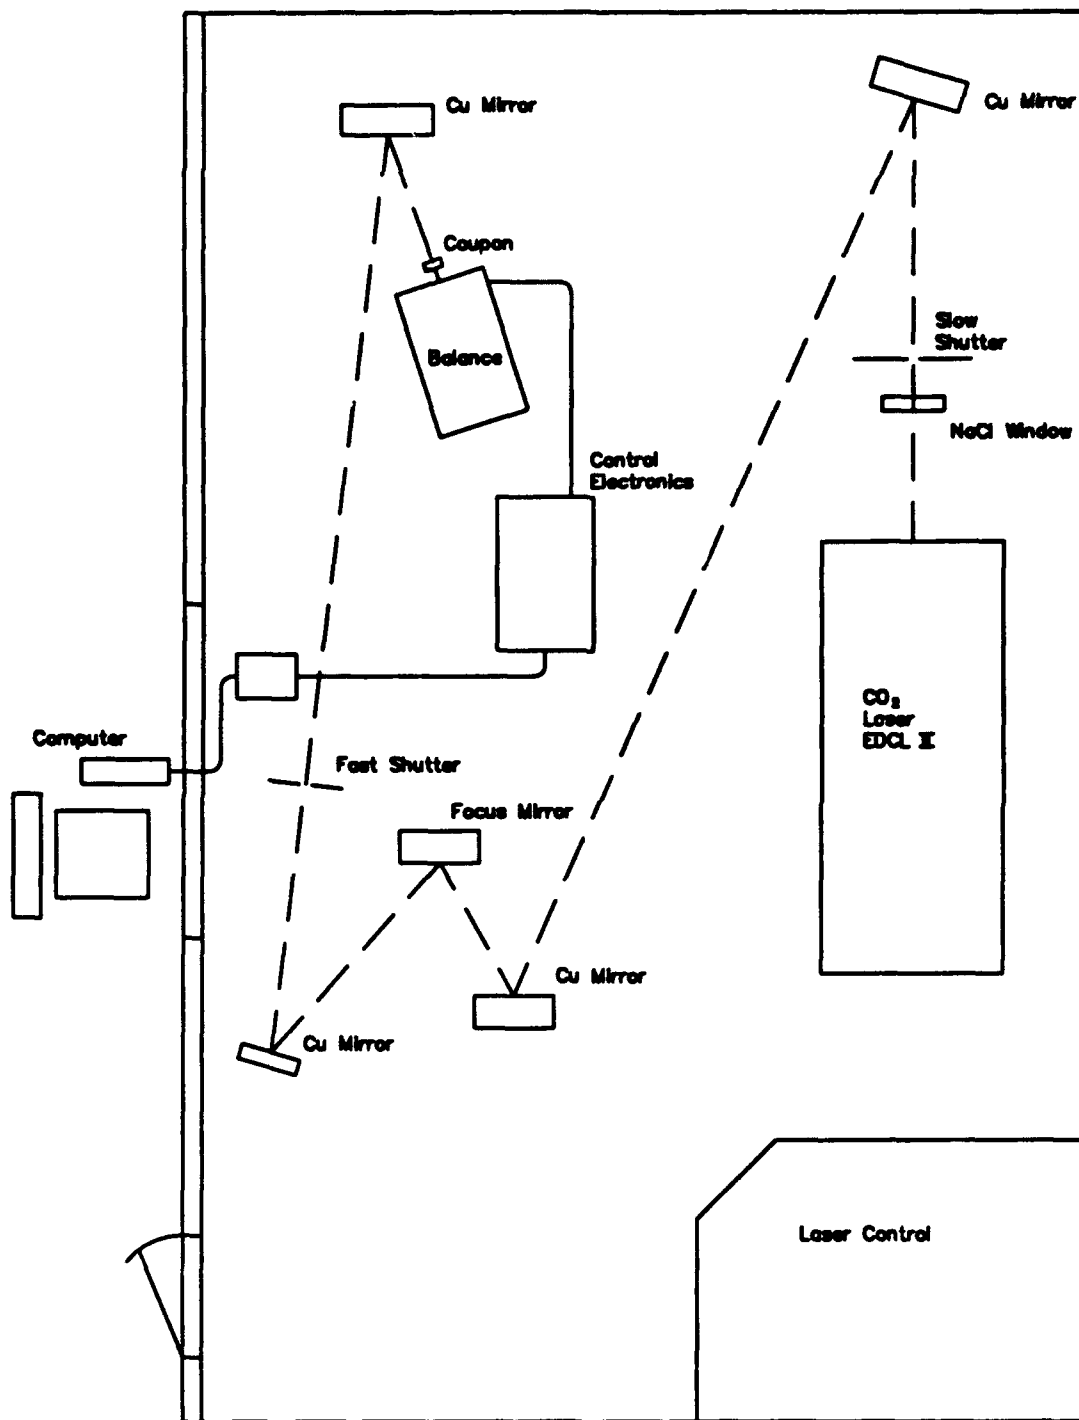 Cu Mirror
Cu Mirror
Coupon
Slow
Shutter
Balance
NaCl Window
Control
Electronics
CO₂
Laser
EDCL II
Computer
Fast Shutter
Focus Mirror
Cu Mirror
Cu Mirror
Laser Control